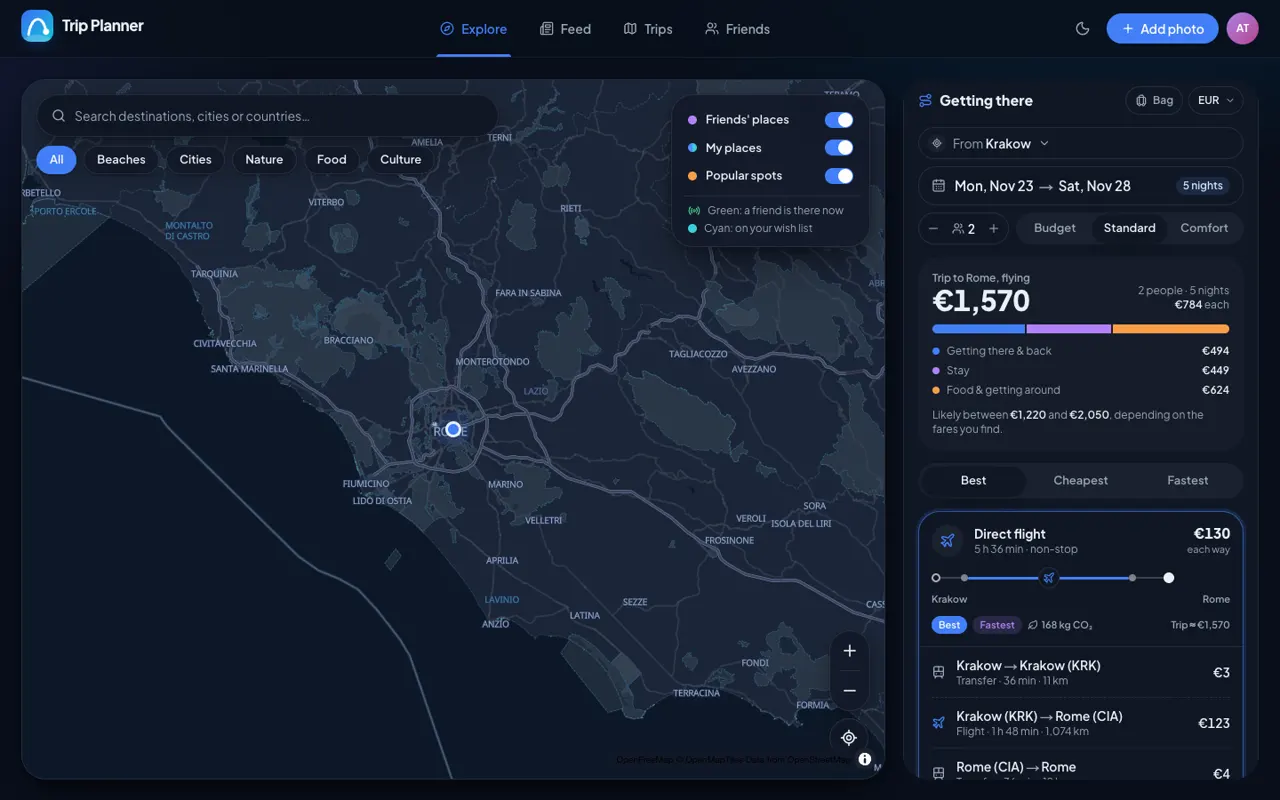 Trip Planner
Explore
Feed
Trips
Friends
+ Add photo
AT
Search destinations, cities or countries...
All
Beaches
Cities
Nature
Food
Culture
Friends' places
My places
Popular spots
Green: a friend is there now
Cyan: on your wish list
TERAMO
AMELIA
TERNI
RBETELLO
PORTO ERCOLE
VITERBO
RIETI
MONTALTO
DI CASTRO
TARQUINIA
FARA IN SABINA
CIVITAVECCHIA
BRACCIANO
SANTA MARINELLA
MONTEROTONDO
TAGLIACOZZO
AVEZZANO
LAZIO
FIUMICINO
LIDO DI OSTIA
MARINO
VELLETRI
SORA
VEROLI
ISOLA DEL LIRI
FROSINONE
APRILIA
LAVINIO
ANZIO
LATINA
SEZZE
CASS
FONDI
TERRACINA
FORMIA
+
−
Getting there
Bag
EUR
From Krakow
Mon, Nov 23 → Sat, Nov 28
5 nights
− 2 +
Budget
Standard
Comfort
Trip to Rome, flying
€1,570
2 people · 5 nights
€784 each
Getting there & back
€494
Stay
€449
Food & getting around
€624
Likely between €1,220 and €2,050, depending on the
fares you find.
Best
Cheapest
Fastest
Direct flight
€130
5 h 36 min · non-stop
each way
Krakow
Rome
Best
Fastest
168 kg CO₂
Trip ≈ €1,570
Krakow → Krakow (KRK)
€3
Transfer · 36 min · 11 km
Krakow (KRK) → Rome (CIA)
€123
Flight · 1 h 48 min · 1,074 km
Rome (CIA) → Rome
€4